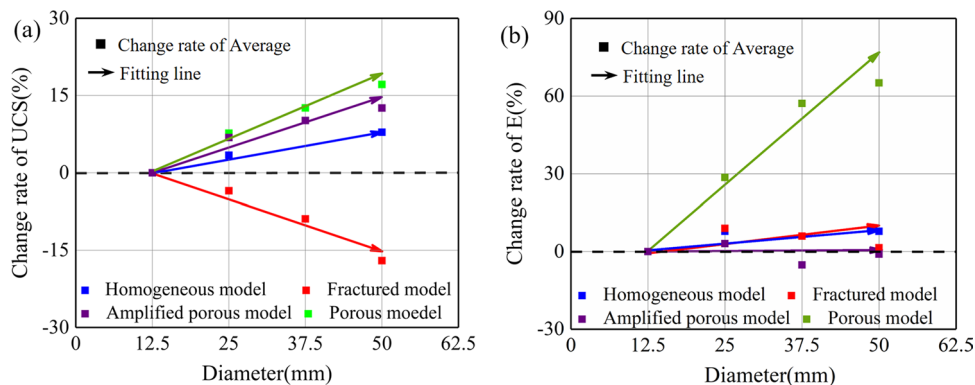 (a)
Change rate of Average
Fitting line
Change rate of UCS(%)
30
15
0
-15
-30
Homogeneous model
Fractured model
Amplified porous model
Porous moedel
0
12.5
25
37.5
50
62.5
Diameter(mm)
(b)
Change rate of Average
Fitting line
Change rate of E(%)
90
60
30
0
-30
Homogeneous model
Fractured model
Amplified porous model
Porous model
0
12.5
25
37.5
50
62.5
Diameter(mm)